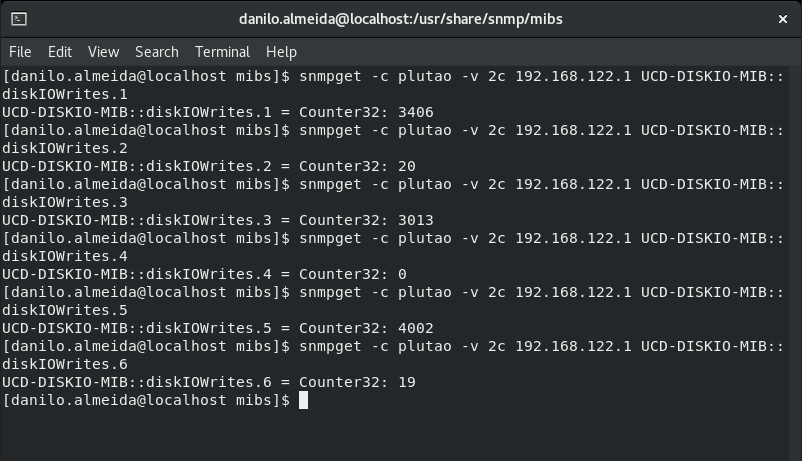 danilo.almeida@localhost:/usr/share/snmp/mibs
File Edit View Search Terminal Help
[danilo.almeida@localhost mibs]$ snmpget -c plutao -v 2c 192.168.122.1 UCD-DISKIO-MIB::
diskIOWrites.1
UCD-DISKIO-MIB::diskIOWrites.1 = Counter32: 3406
[danilo.almeida@localhost mibs]$ snmpget -c plutao -v 2c 192.168.122.1 UCD-DISKIO-MIB::
diskIOWrites.2
UCD-DISKIO-MIB::diskIOWrites.2 = Counter32: 20
[danilo.almeida@localhost mibs]$ snmpget -c plutao -v 2c 192.168.122.1 UCD-DISKIO-MIB::
diskIOWrites.3
UCD-DISKIO-MIB::diskIOWrites.3 = Counter32: 3013
[danilo.almeida@localhost mibs]$ snmpget -c plutao -v 2c 192.168.122.1 UCD-DISKIO-MIB::
diskIOWrites.4
UCD-DISKIO-MIB::diskIOWrites.4 = Counter32: 0
[danilo.almeida@localhost mibs]$ snmpget -c plutao -v 2c 192.168.122.1 UCD-DISKIO-MIB::
diskIOWrites.5
UCD-DISKIO-MIB::diskIOWrites.5 = Counter32: 4002
[danilo.almeida@localhost mibs]$ snmpget -c plutao -v 2c 192.168.122.1 UCD-DISKIO-MIB::
diskIOWrites.6
UCD-DISKIO-MIB::diskIOWrites.6 = Counter32: 19
[danilo.almeida@localhost mibs]$